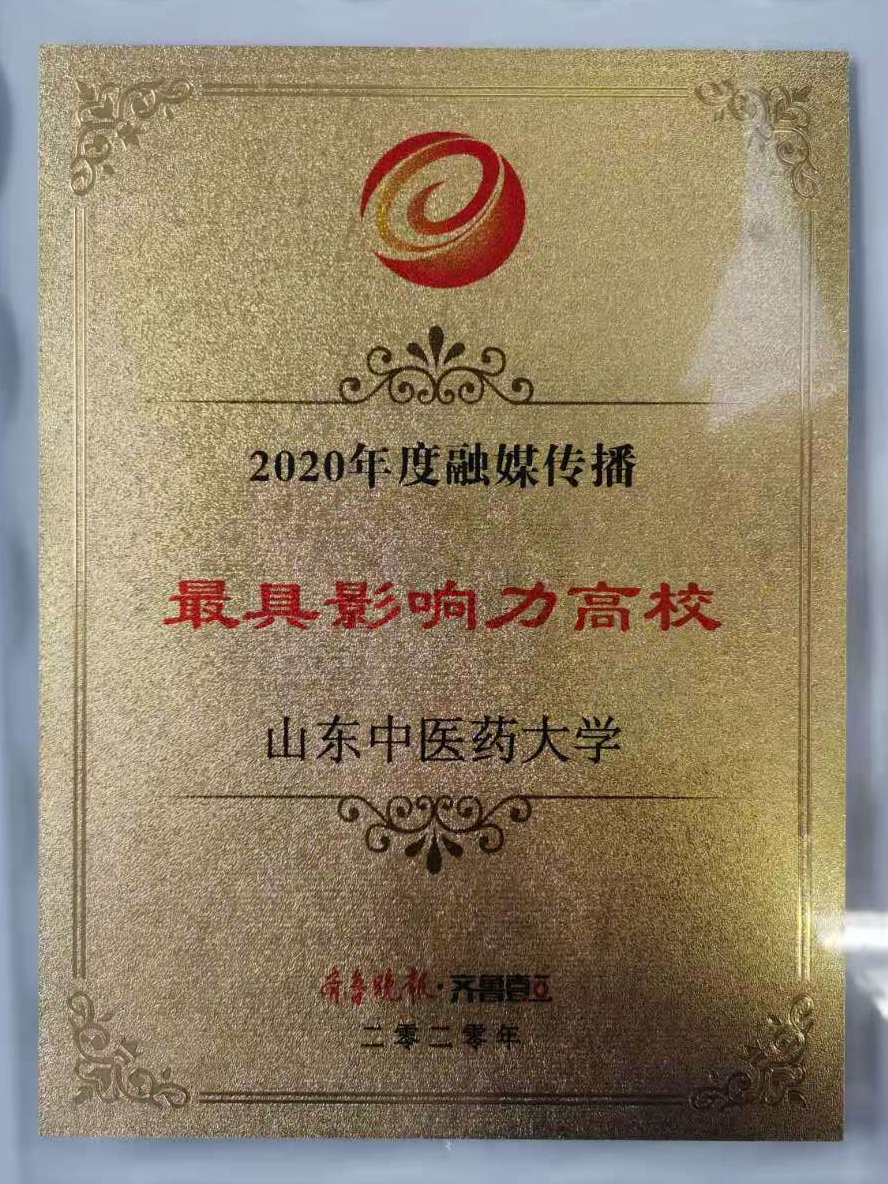 2020年度融媒传播
最具影响力高校
山东中医药大学
齐鲁晚报·齐鲁壹点
二零二零年